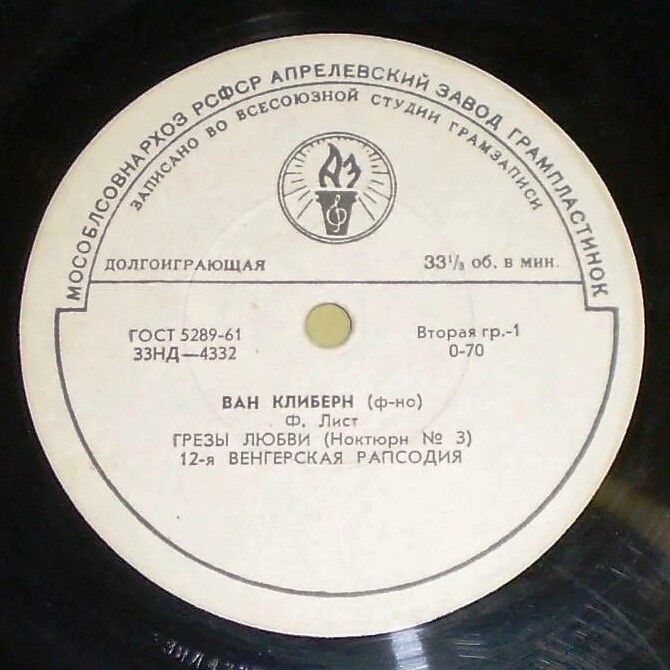 МОСОБЛСОВНАРХОЗ РСФСР АПРЕЛЕВСКИЙ ЗАВОД ГРАМПЛАСТИНОК
ЗАПИСАНО ВО ВСЕСОЮЗНОЙ СТУДИИ ГРАМЗАПИСИ
АЗ
ДОЛГОИГРАЮЩАЯ 33⅓ об. в мин.
ГОСТ 5289-61 Вторая гр.-1
33НД—4332 0-70
ВАН КЛИБЕРН (ф-но)
Ф. Лист
ГРЕЗЫ ЛЮБВИ (Ноктюрн № 3)
12-я ВЕНГЕРСКАЯ РАПСОДИЯ